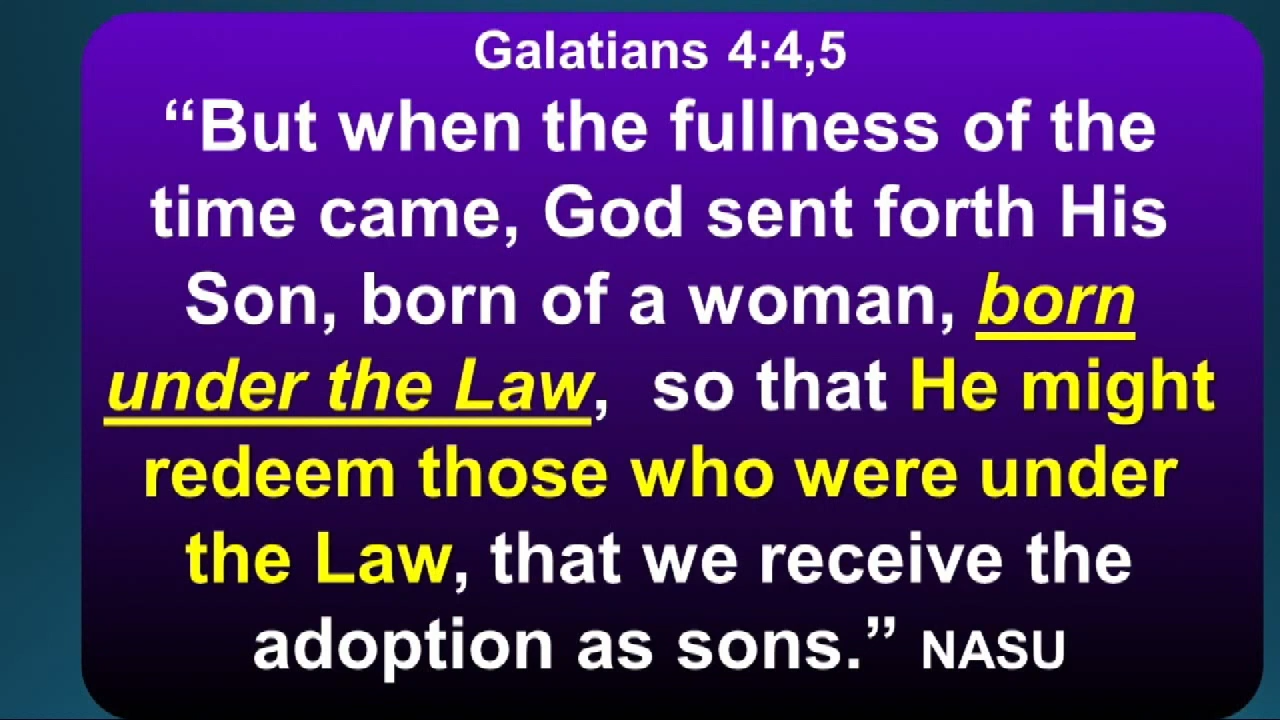 Galatians 4:4,5
“But when the fullness of the
time came, God sent forth His
Son, born of a woman, born
under the Law,  so that He might
redeem those who were under
the Law, that we receive the
adoption as sons.” NASU